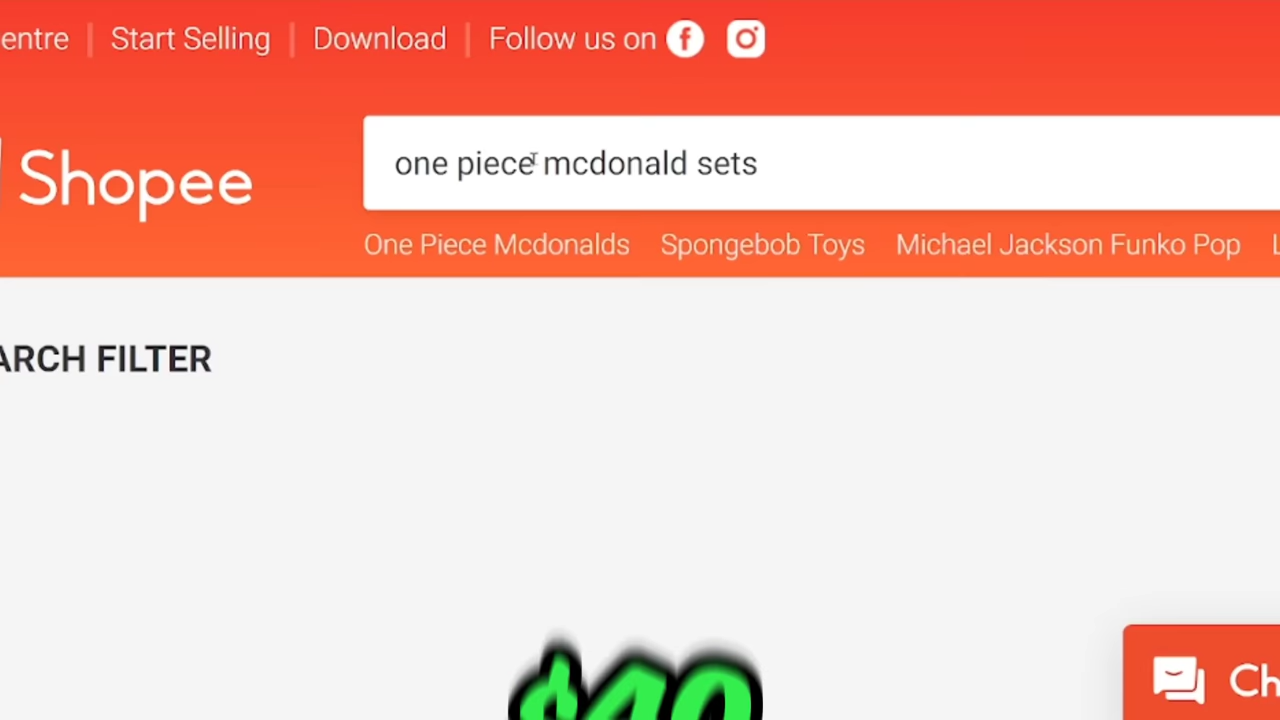 entre | Start Selling | Download | Follow us on
Shopee
one piece mcdonald sets
One Piece Mcdonalds Spongebob Toys Michael Jackson Funko Pop L
ARCH FILTER
Ch